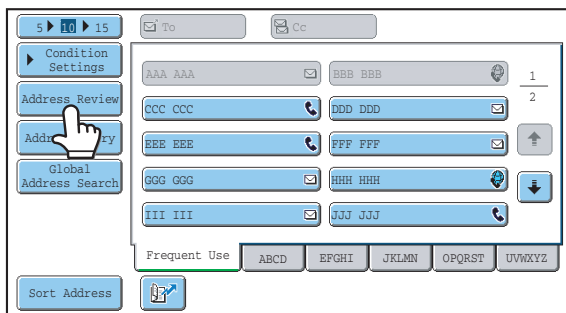 5 10 15
To
Cc
Condition
Settings
Address Review
Addr ry
Global
Address Search
Sort Address
AAA AAA
BBB BBB
CCC CCC
DDD DDD
EEE EEE
FFF FFF
GGG GGG
HHH HHH
III III
JJJ JJJ
1
2
Frequent Use
ABCD
EFGHI
JKLMN
OPQRST
UVWXYZ